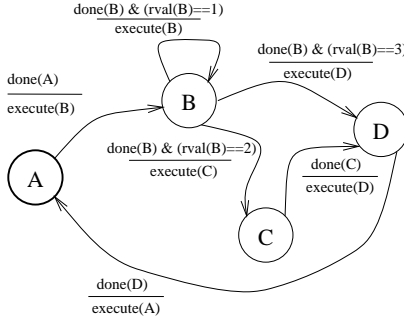 done(B) & (rval(B)==1)
execute(B)
done(B) & (rval(B)==3)
execute(D)
done(A)
execute(B)
B
D
done(B) & (rval(B)==2)
execute(C)
done(C)
execute(D)
A
C
done(D)
execute(A)